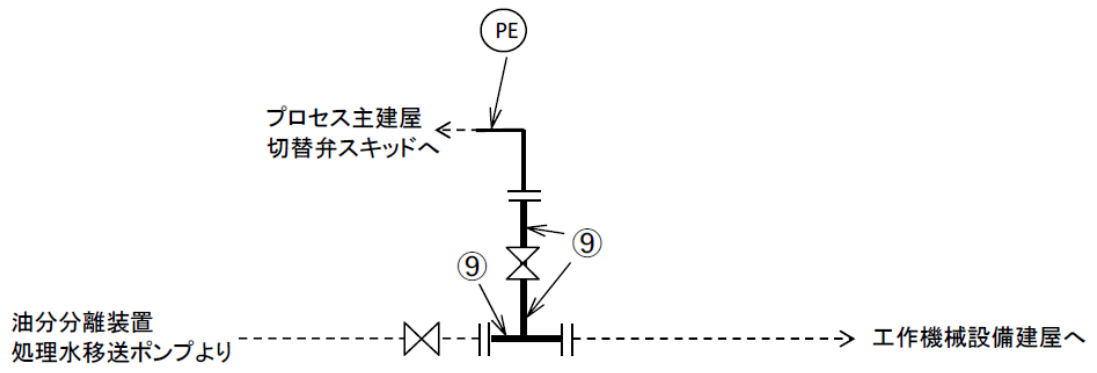 PE
プロセス主建屋
切替弁スキッドへ
⑨
⑨
油分分離装置
処理水移送ポンプより
工作機械設備建屋へ